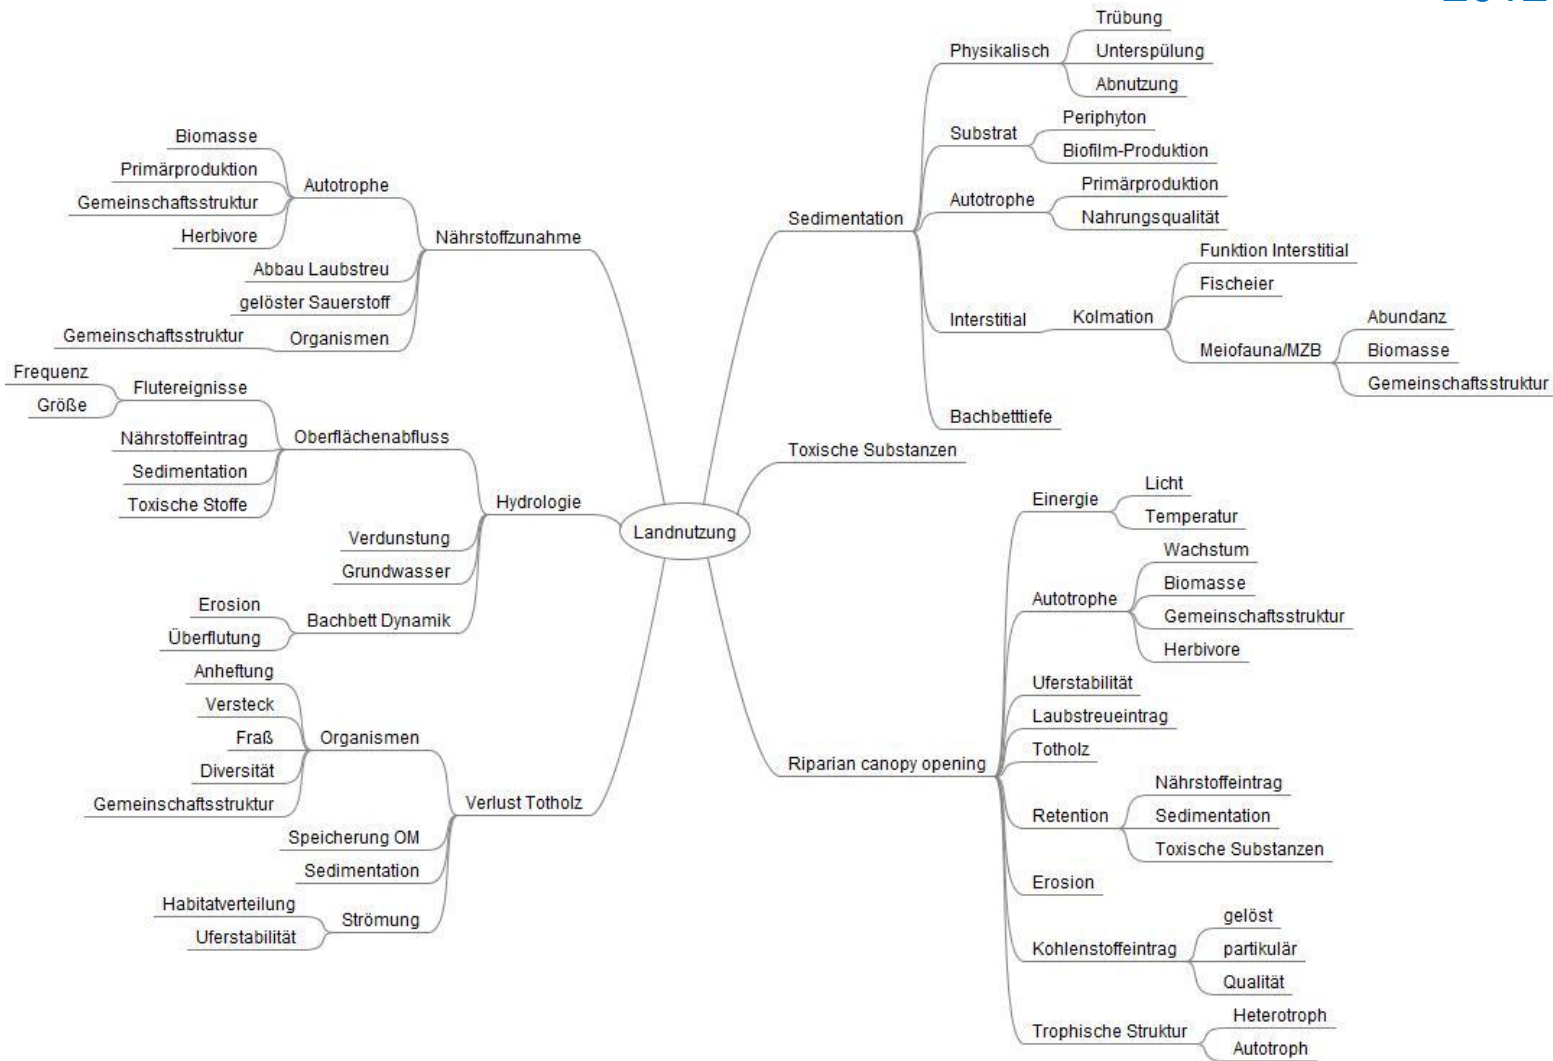 Landnutzung
Nährstoffzunahme
Autotrophe
Biomasse
Primärproduktion
Gemeinschaftsstruktur
Herbivore
Abbau Laubstreu
gelöster Sauerstoff
Organismen
Gemeinschaftsstruktur
Hydrologie
Oberflächenabfluss
Flutereignisse
Frequenz
Größe
Nährstoffeintrag
Sedimentation
Toxische Stoffe
Verdunstung
Grundwasser
Bachbett Dynamik
Erosion
Überflutung
Verlust Totholz
Organismen
Anheftung
Versteck
Fraß
Diversität
Gemeinschaftsstruktur
Speicherung OM
Sedimentation
Strömung
Habitatverteilung
Uferstabilität
Sedimentation
Physikalisch
Trübung
Unterspülung
Abnutzung
Substrat
Periphyton
Biofilm-Produktion
Autotrophe
Primärproduktion
Nahrungsqualität
Interstitial
Kolmation
Funktion Interstitial
Fischeier
Meiofauna/MZB
Abundanz
Biomasse
Gemeinschaftsstruktur
Bachbetttiefe
Toxische Substanzen
Riparian canopy opening
Einergie
Licht
Temperatur
Autotrophe
Wachstum
Biomasse
Gemeinschaftsstruktur
Herbivore
Uferstabilität
Laubstreueintrag
Totholz
Retention
Nährstoffeintrag
Sedimentation
Toxische Substanzen
Erosion
Kohlenstoffeintrag
gelöst
partikulär
Qualität
Trophische Struktur
Heterotroph
Autotroph